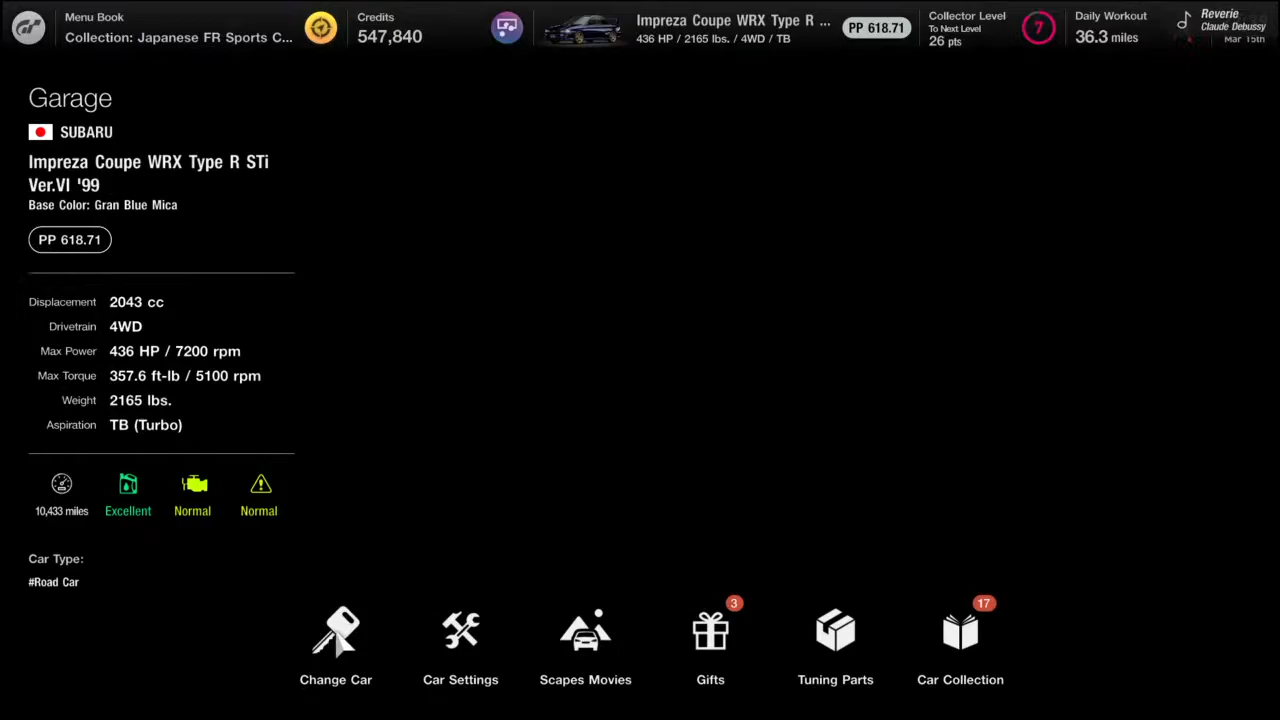 Menu Book
Collection: Japanese FR Sports C...
Credits
547,840
Impreza Coupe WRX Type R ...
436 HP / 2165 lbs. / 4WD / TB
PP 618.71
Collector Level
To Next Level
26 pts
7
Daily Workout
36.3 miles
Reverie
Claude Debussy
Mar 15th
Garage
SUBARU
Impreza Coupe WRX Type R STi
Ver.VI '99
Base Color: Gran Blue Mica
PP 618.71
Displacement 2043 cc
Drivetrain 4WD
Max Power 436 HP / 7200 rpm
Max Torque 357.6 ft-lb / 5100 rpm
Weight 2165 lbs.
Aspiration TB (Turbo)
10,433 miles Excellent Normal Normal
Car Type:
#Road Car
3 17
Change Car Car Settings Scapes Movies Gifts Tuning Parts Car Collection